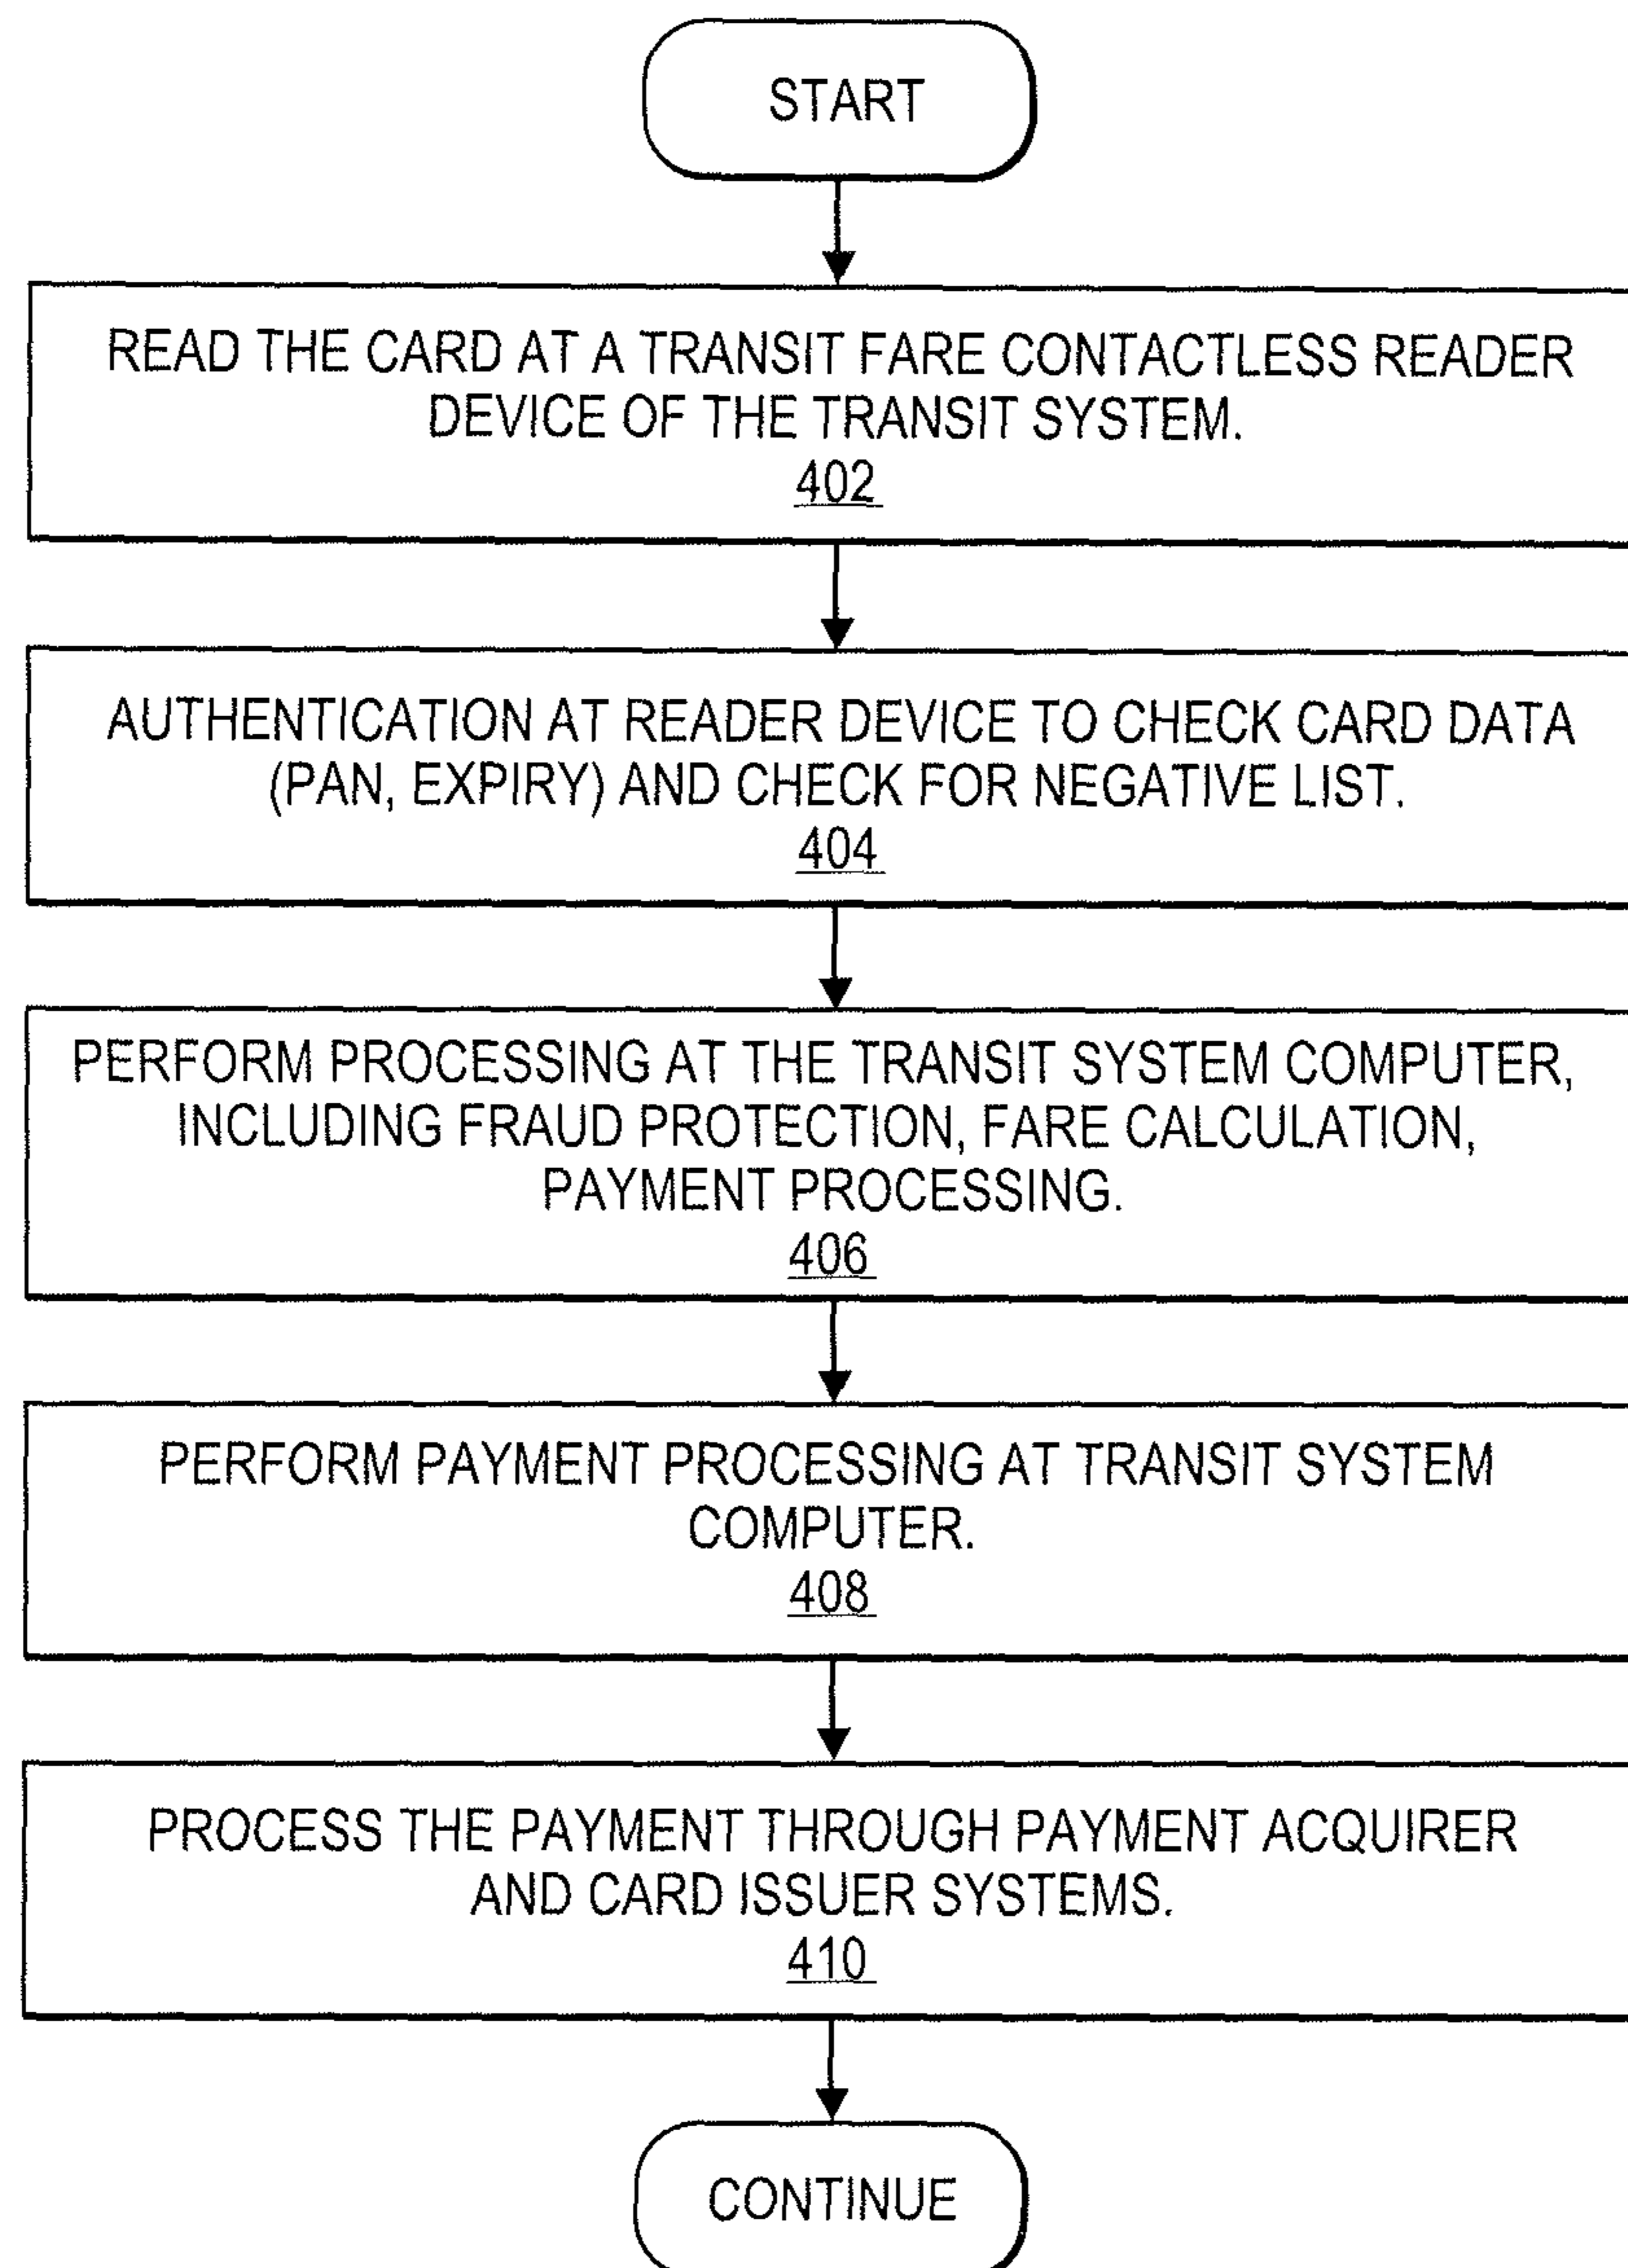 START
READ THE CARD AT A TRANSIT FARE CONTACTLESS READER
DEVICE OF THE TRANSIT SYSTEM.
402
AUTHENTICATION AT READER DEVICE TO CHECK CARD DATA
(PAN, EXPIRY) AND CHECK FOR NEGATIVE LIST.
404
PERFORM PROCESSING AT THE TRANSIT SYSTEM COMPUTER,
INCLUDING FRAUD PROTECTION, FARE CALCULATION,
PAYMENT PROCESSING.
406
PERFORM PAYMENT PROCESSING AT TRANSIT SYSTEM
COMPUTER.
408
PROCESS THE PAYMENT THROUGH PAYMENT ACQUIRER
AND CARD ISSUER SYSTEMS.
410
CONTINUE